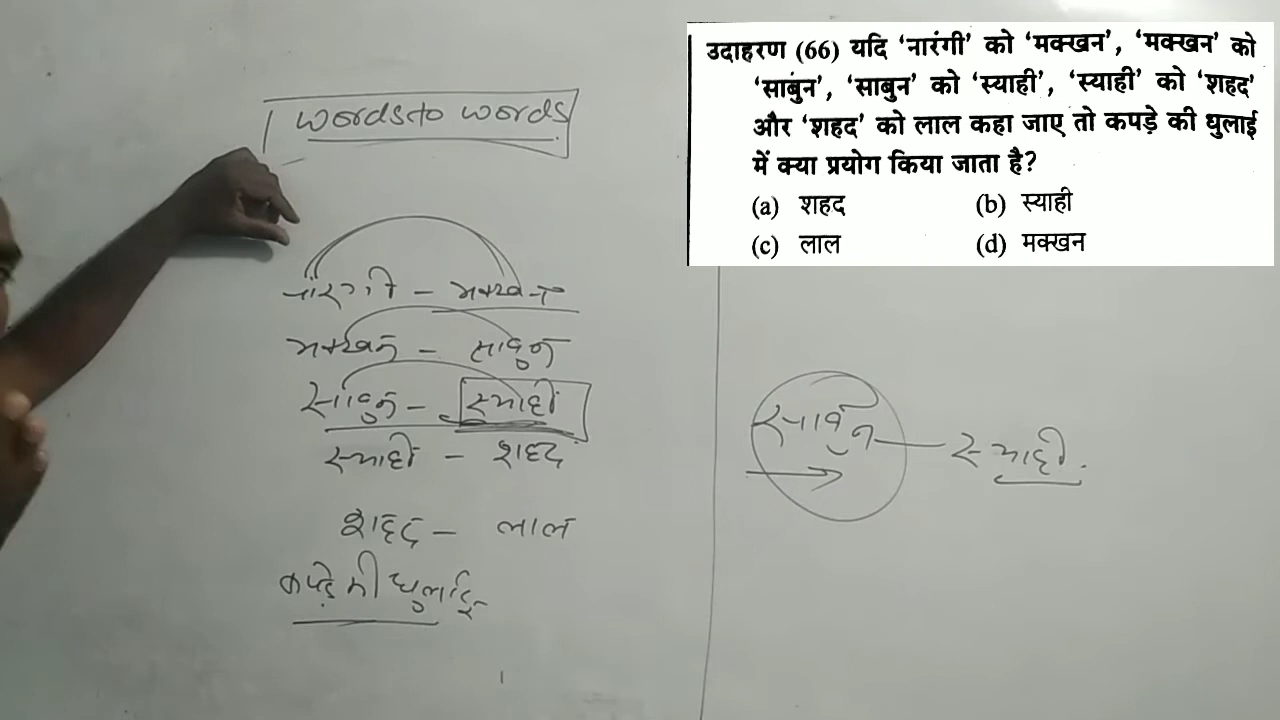 words to words
नारंगी - मक्खन
मक्खन - साबुन
साबुन - स्याही
स्याही - शहद
शहद - लाल
कपड़े की धुलाई
उदाहरण (66) यदि ‘नारंगी’ को ‘मक्खन’, ‘मक्खन’ को
‘साबुंन’, ‘साबुन’ को ‘स्याही’, ‘स्याही’ को ‘शहद’
और ‘शहद’ को लाल कहा जाए तो कपड़े की धुलाई
में क्या प्रयोग किया जाता है?
(a) शहद (b) स्याही
(c) लाल (d) मक्खन
साबुन — स्याही.